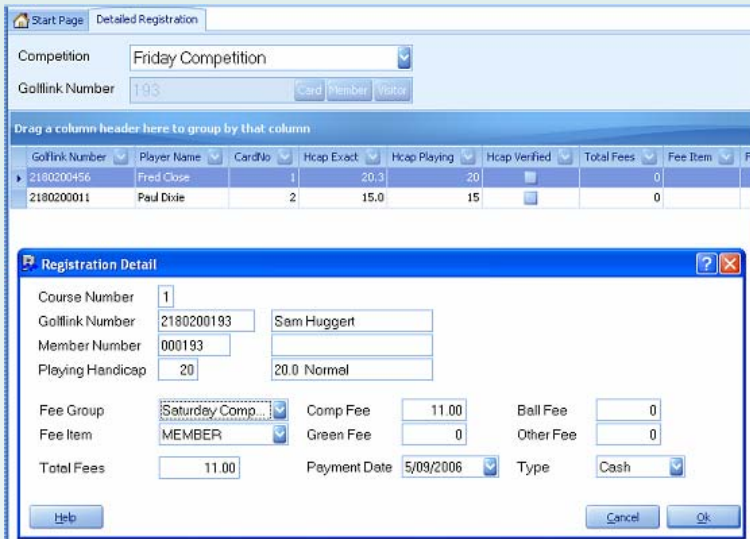 Start Page Detailed Registration
Competition Friday Competition
Golflink Number 193 Card Member Visitor
Drag a column header here to group by that column
Golflink Number Player Name CardNo Hcap Exact Hcap Playing Hcap Verified Total Fees Fee Item F
2180200456 Fred Close 1 20.3 20 0
2180200011 Paul Dixie 2 15.0 15 0
Registration Detail
Course Number 1
Golflink Number 2180200193 Sam Huggert
Member Number 000193
Playing Handicap 20 20.0 Normal
Fee Group Saturday Comp... Comp Fee 11.00 Ball Fee 0
Fee Item MEMBER Green Fee 0 Other Fee 0
Total Fees 11.00 Payment Date 5/09/2006 Type Cash
Help Cancel Ok